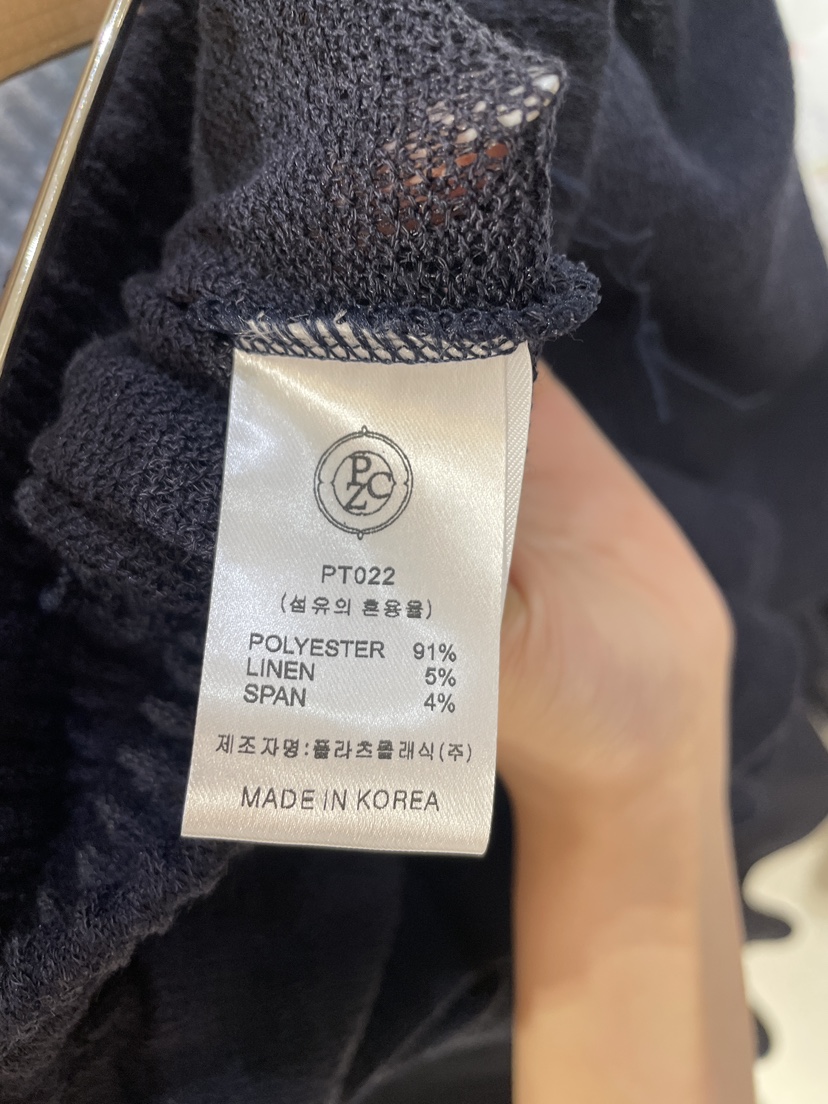 PZC
PT022
(섬유의 혼용율)
POLYESTER 91%
LINEN 5%
SPAN 4%
제조자명:플라츠클래식(주)
MADE IN KOREA